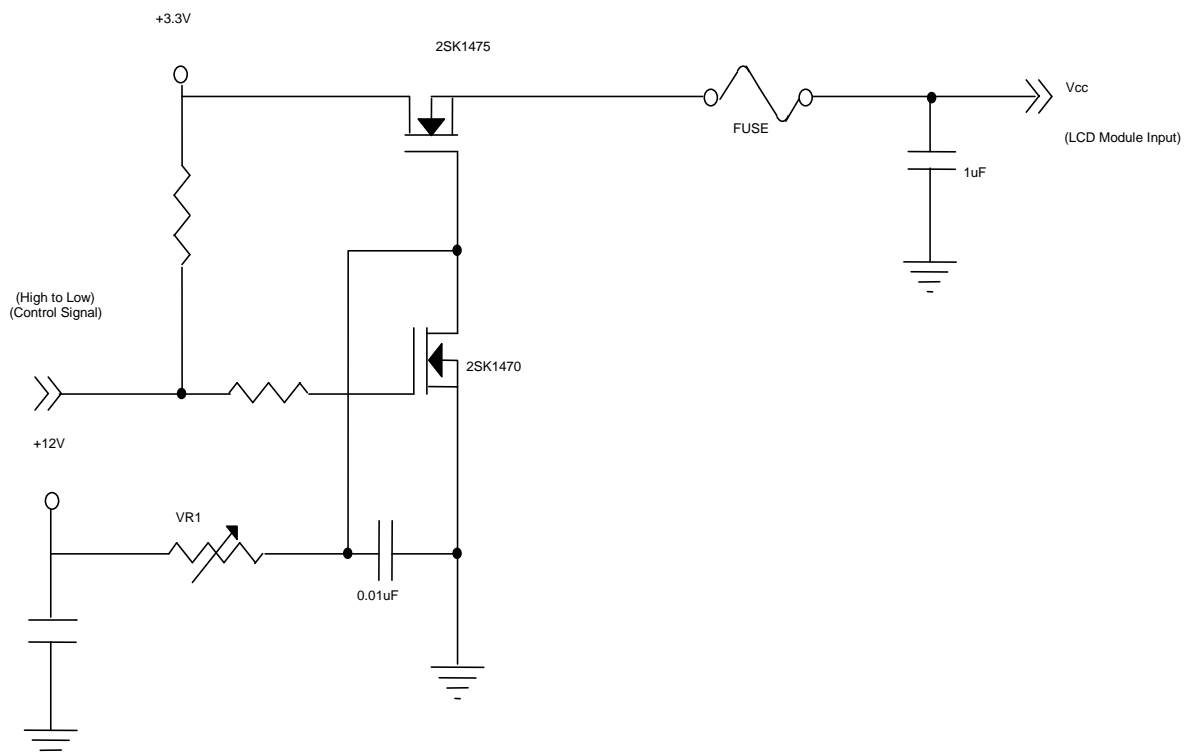 +3.3V
2SK1475
Vcc
FUSE
(LCD Module Input)
1uF
(High to Low)
(Control Signal)
2SK1470
+12V
VR1
0.01uF